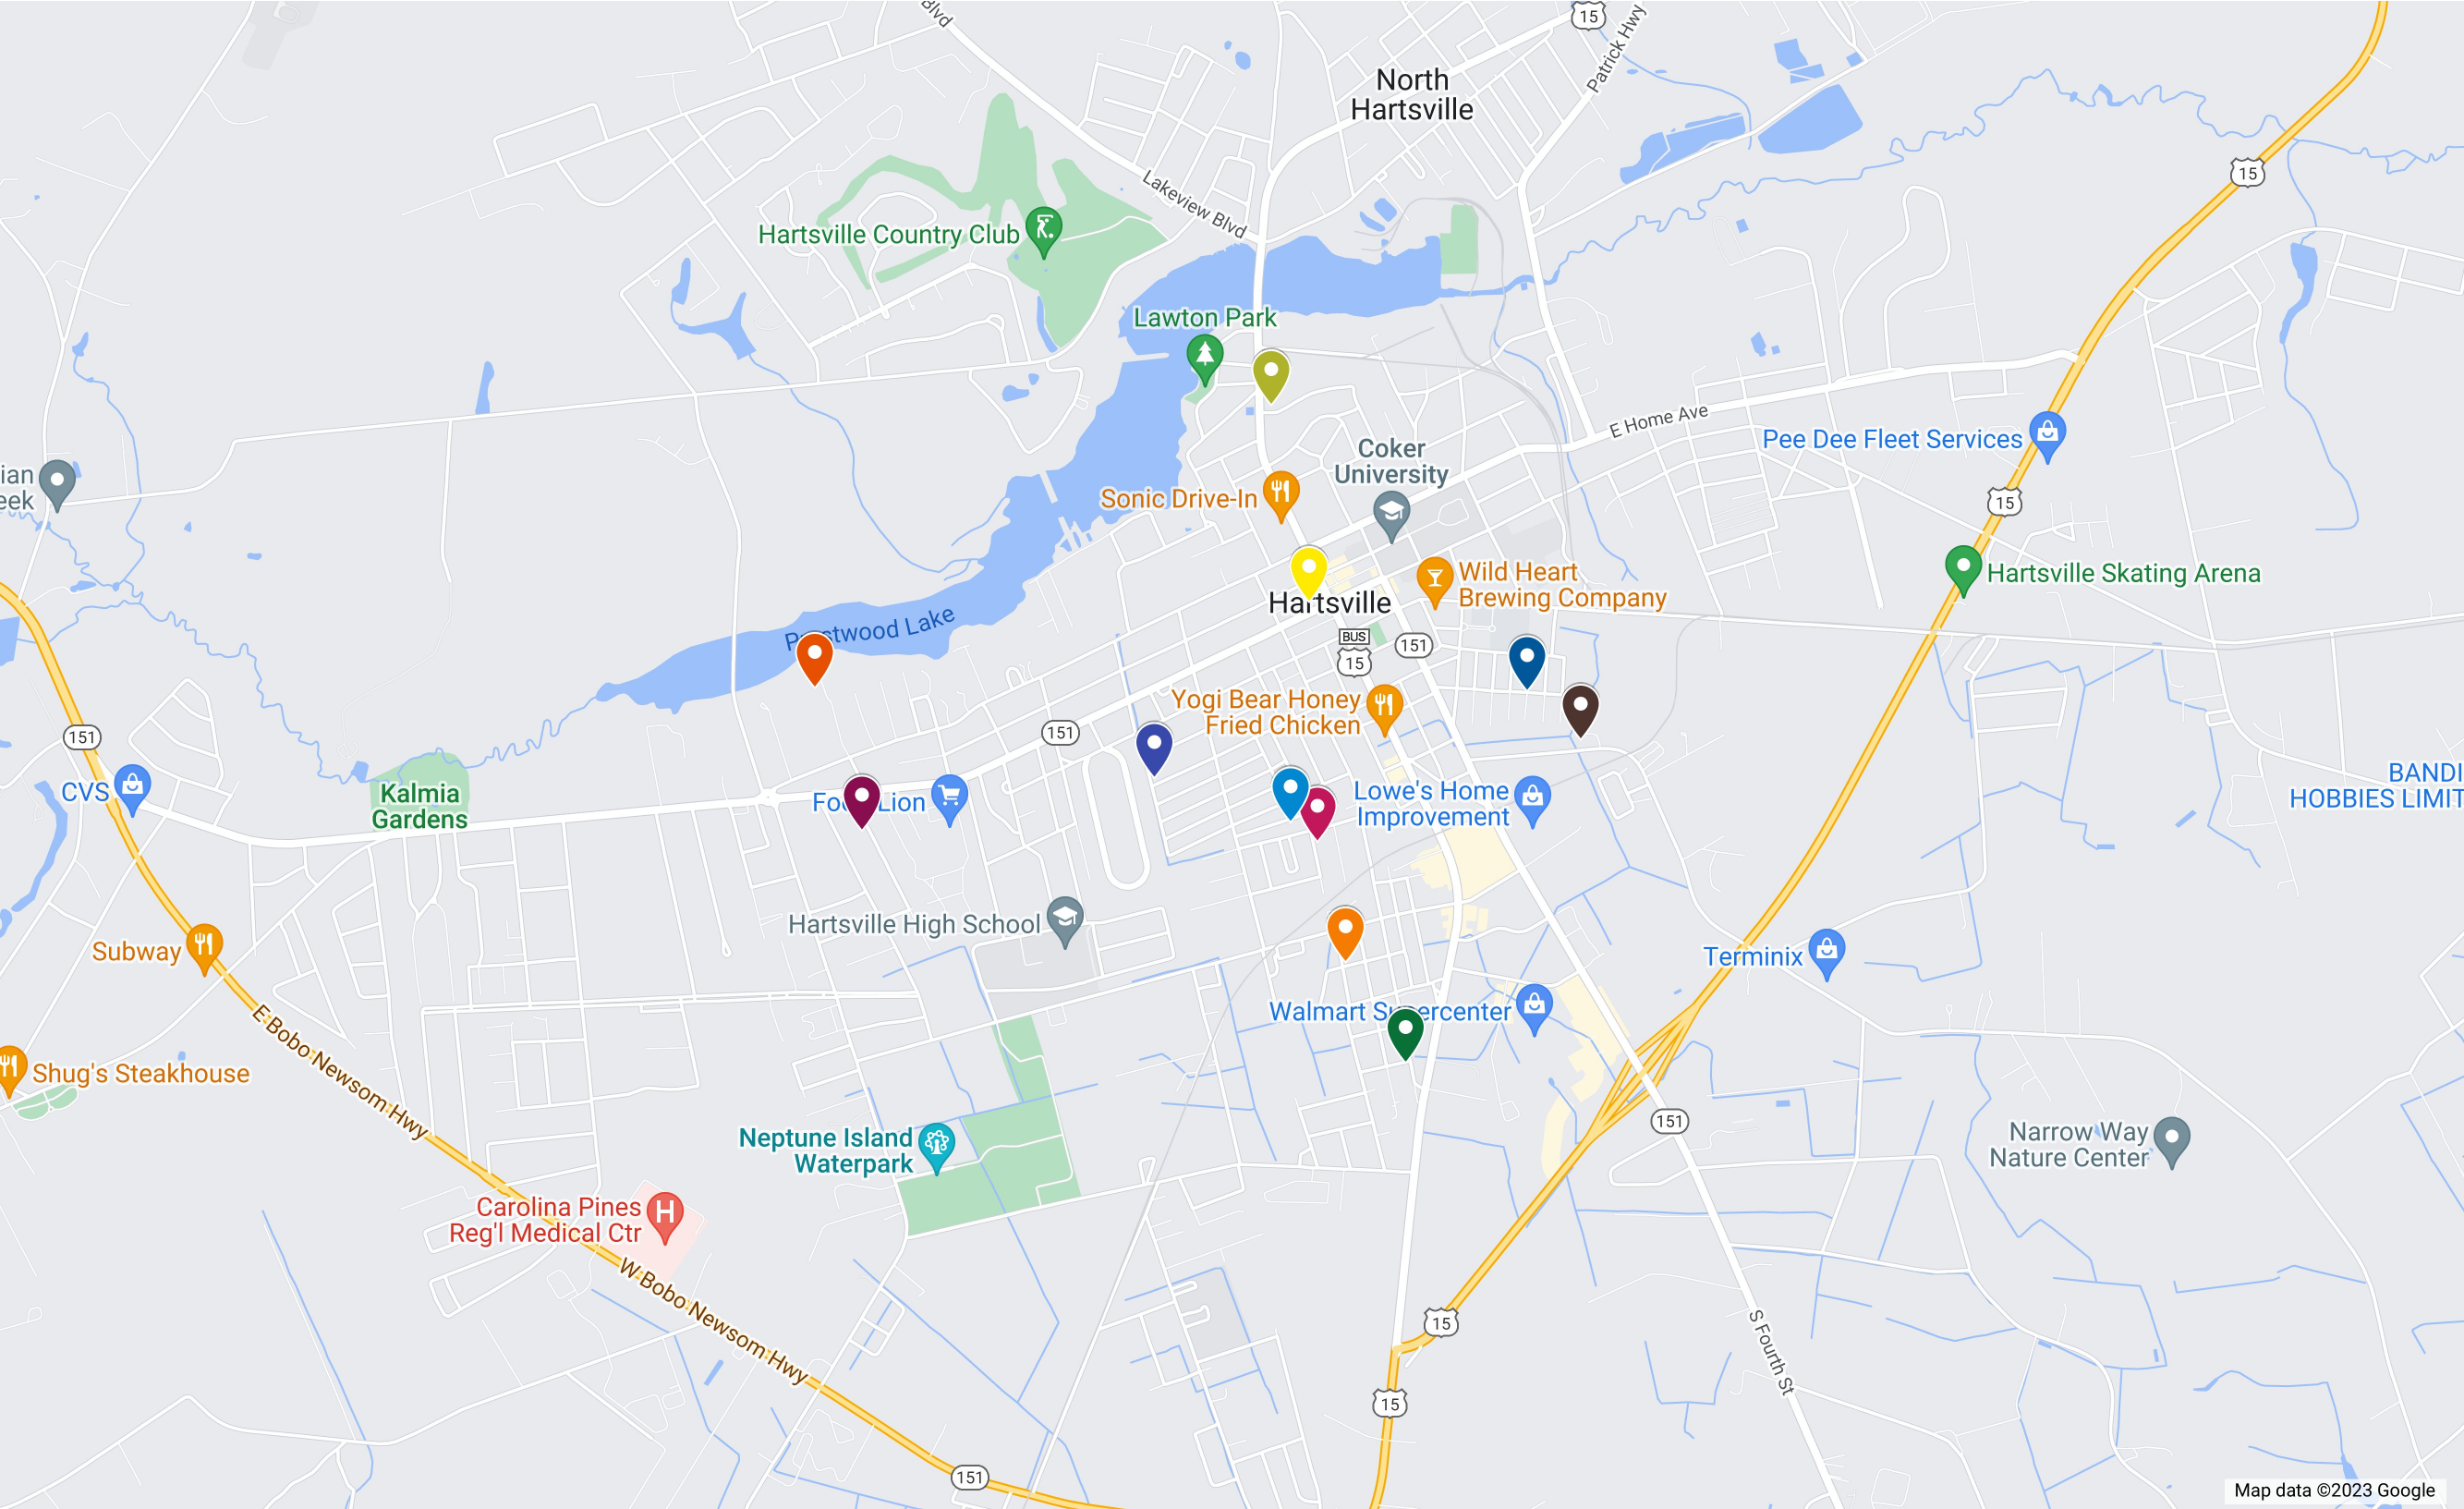 Blvd
15
Patrick Hwy
North
Hartsville
15
Lakeview Blvd
Hartsville Country Club
Lawton Park
E Home Ave
Pee Dee Fleet Services
Coker
University
ian
eek
Sonic Drive-In
15
Wild Heart
Brewing Company
Hartsville Skating Arena
Hartsville
Lake
BUS
15
151
Yogi Bear Honey
Fried Chicken
151
151
CVS
Kalmia
Gardens
Lion
Lowe's Home
Improvement
BANDI
HOBBIES LIMIT
Hartsville High School
Subway
Terminix
Walmart
E Bobo Newsom Hwy
Shug's Steakhouse
151
Neptune Island
Waterpark
Narrow Way
Nature Center
Carolina Pines
Reg'l Medical Ctr
H
W Bobo Newsom Hwy
15
S Fourth St
15
151
Map data ©2023 Google